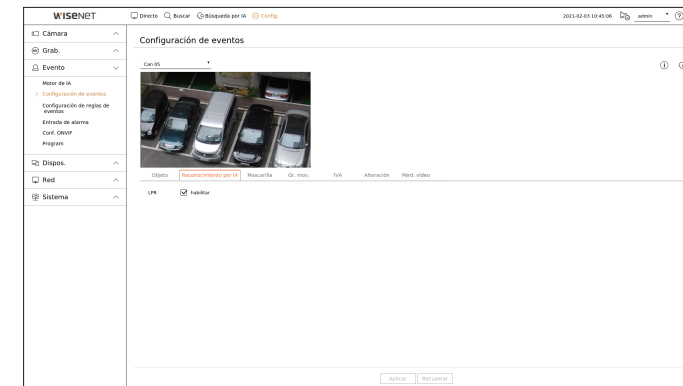 WISENET
Directo Buscar Búsqueda por IA Config.
2021-02-03 10:45:06 admin
Cámara
Grab.
Evento
Motor de IA
Configuración de eventos
Configuración de reglas de
eventos
Entrada de alarma
Conf. ONVIF
Program
Dispos.
Red
Sistema
Configuración de eventos
Can 05
Objeto Reconocimiento por IA Mascarilla Gr. mov. IVA Alteración Pérd. vídeo
LPR habilitar
Aplicar Recuperar